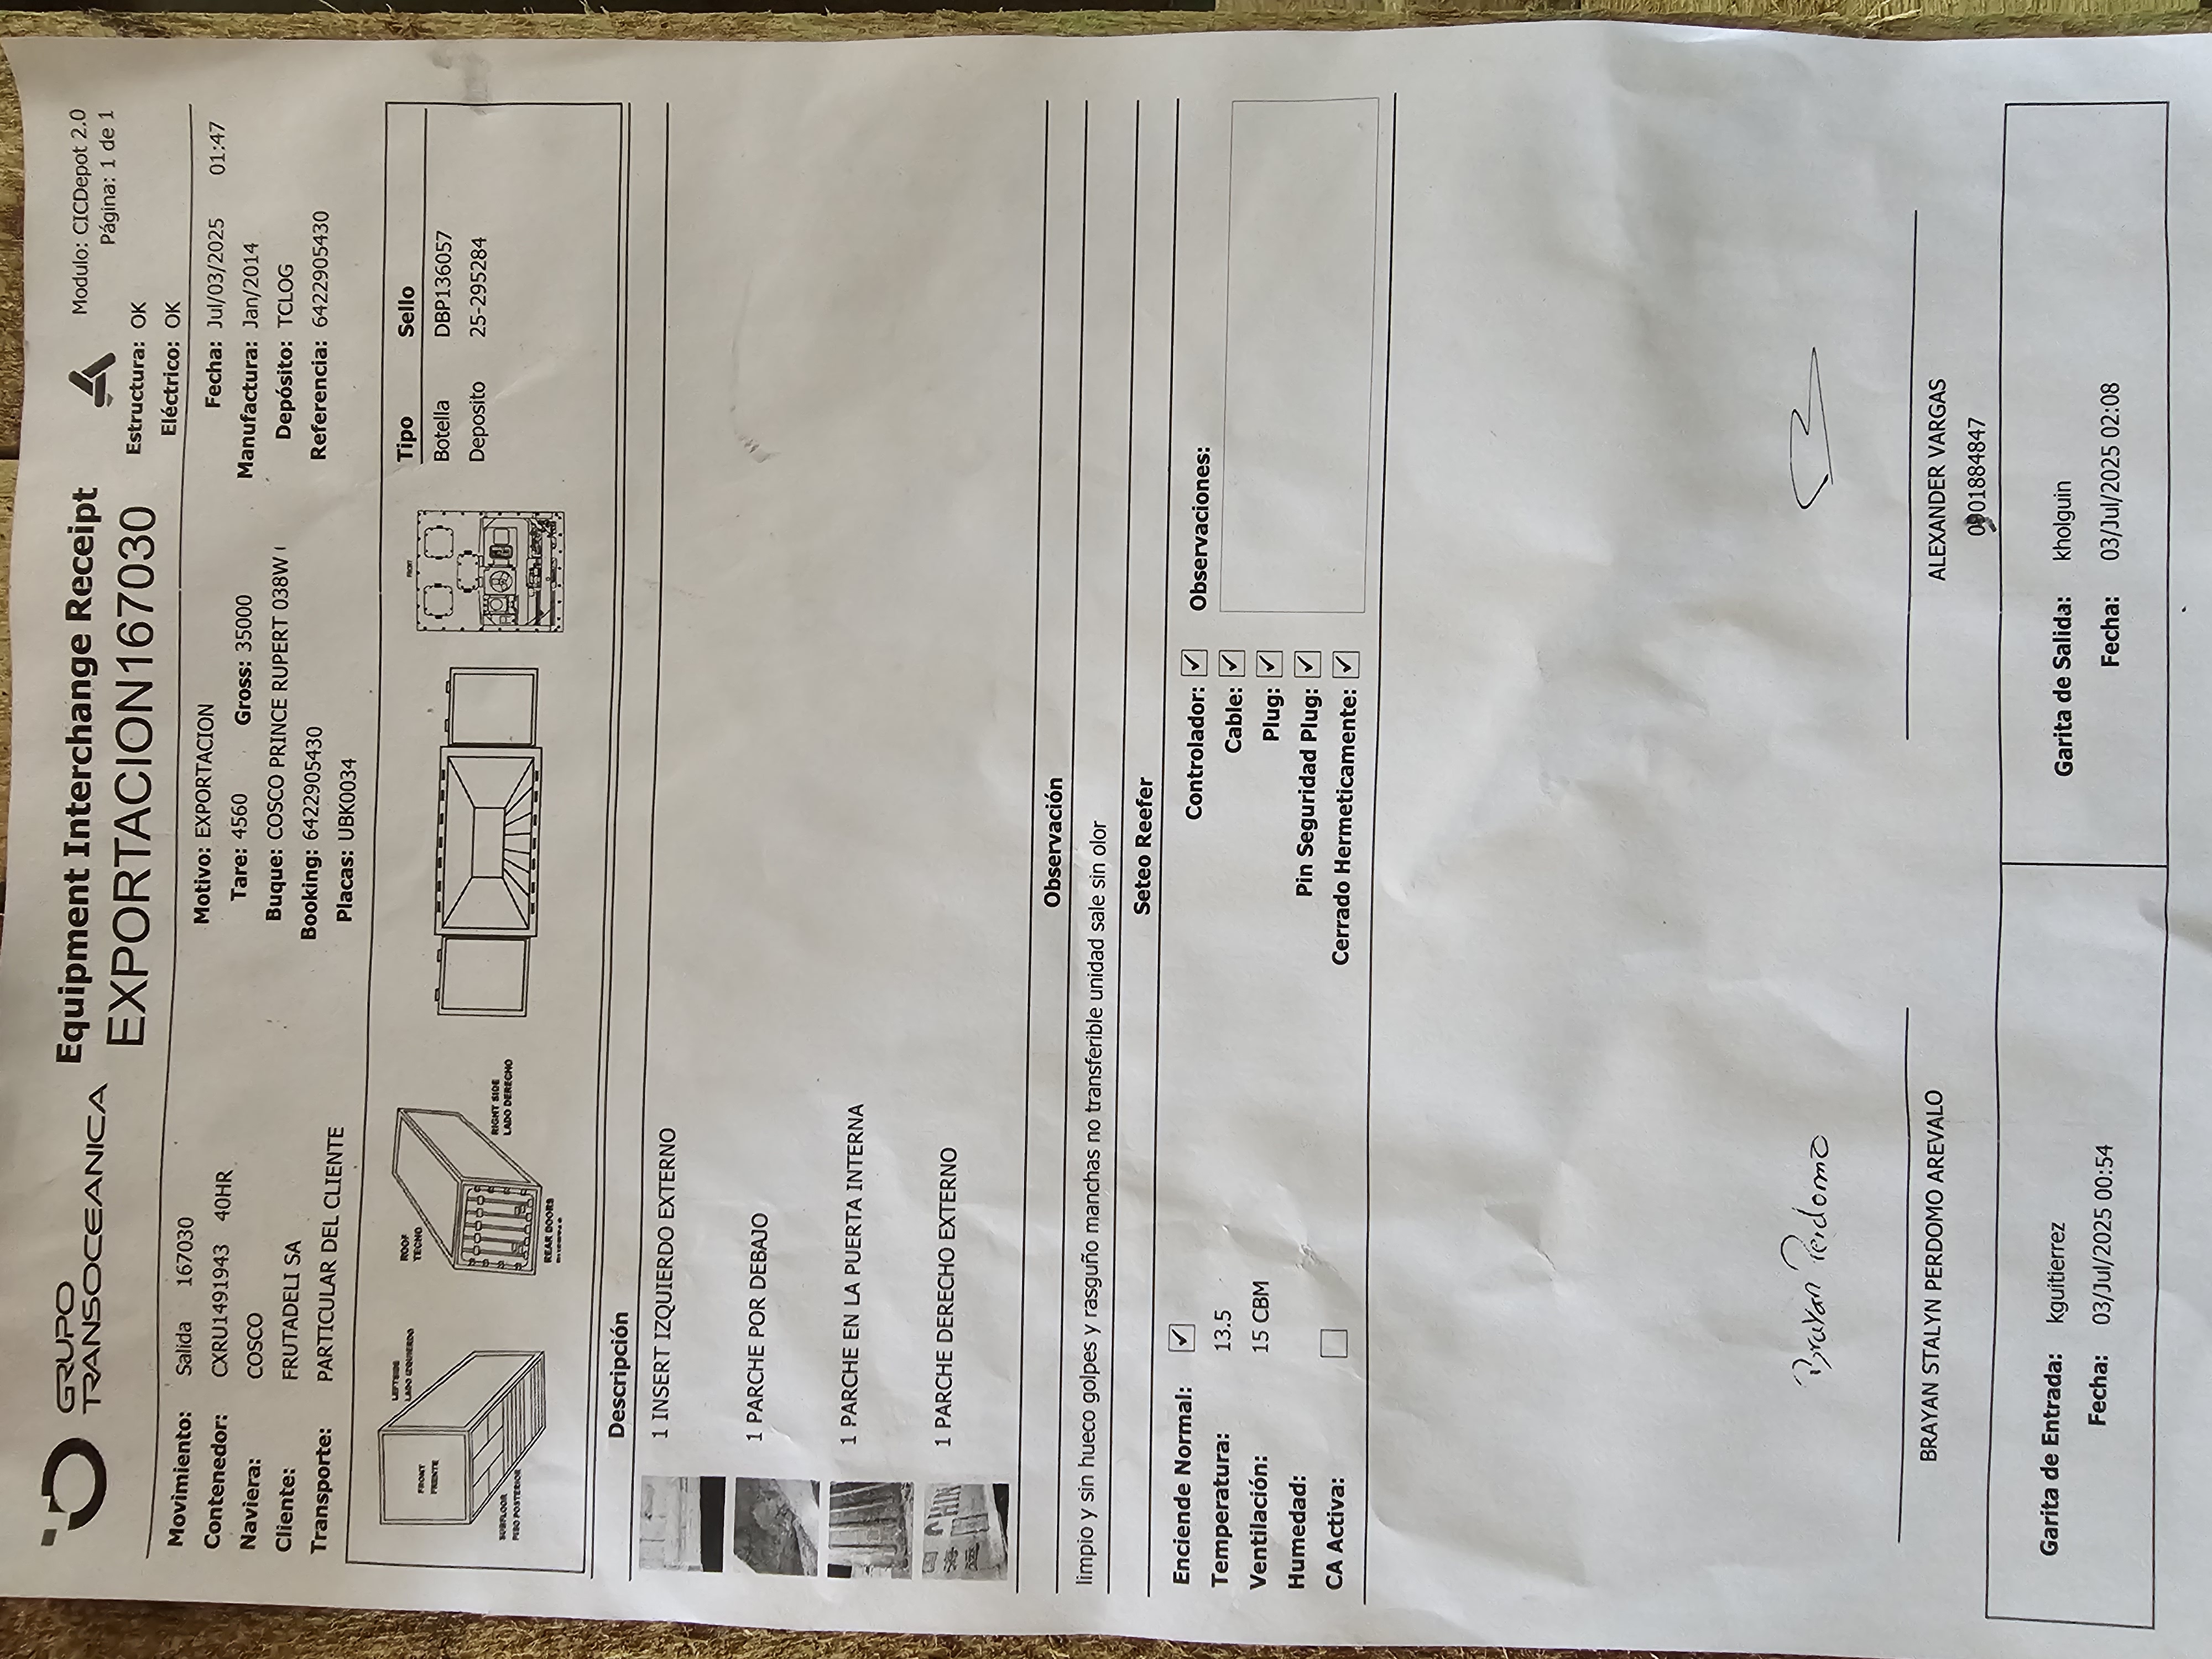 GRUPO TRANSOCEANICA
Equipment Interchange Receipt
EXPORTACION167030
Modulo: CICDepot 2.0
Página: 1 de 1
Estructura: OK
Eléctrico: OK
Movimiento: Salida 167030
Contenedor: CXRU1491943 40HR
Naviera: COSCO
Cliente: FRUTADELI SA
Transporte: PARTICULAR DEL CLIENTE
Motivo: EXPORTACION
Tare: 4560 Gross: 35000
Buque: COSCO PRINCE RUPERT 038W
Booking: 6422905430
Placas: UBK0034
Fecha: Jul/03/2025 01:47
Manufactura: Jan/2014
Depósito: TCLOG
Referencia: 6422905430
FRONT
FRENTE
LEFTSIDE
LADO IZQUIERDO
SUBFLOOR
PISO POSTERIOR
ROOF
TECNO
RIGHT SIDE
LADO DERECHO
REAR DOORS
FRONT
Tipo Sello
Botella DBP136057
Deposito 25-295284
Descripción
1 INSERT IZQUIERDO EXTERNO
1 PARCHE POR DEBAJO
1 PARCHE EN LA PUERTA INTERNA
1 PARCHE DERECHO EXTERNO
Observación
limpio y sin hueco golpes y rasguño manchas no transferible unidad sale sin olor
Seteo Reefer
Enciende Normal: ✔
Temperatura: 13.5
Ventilación: 15 CBM
Humedad:
CA Activa:
Controlador: ✔
Cable: ✔
Plug: ✔
Pin Seguridad Plug: ✔
Cerrado Hermeticamente: ✔
Observaciones:
Brayan Perdomo
BRAYAN STALYN PERDOMO AREVALO
ALEXANDER VARGAS
0901884847
Garita de Entrada: kguitierrez
Fecha: 03/Jul/2025 00:54
Garita de Salida: kholguin
Fecha: 03/Jul/2025 02:08